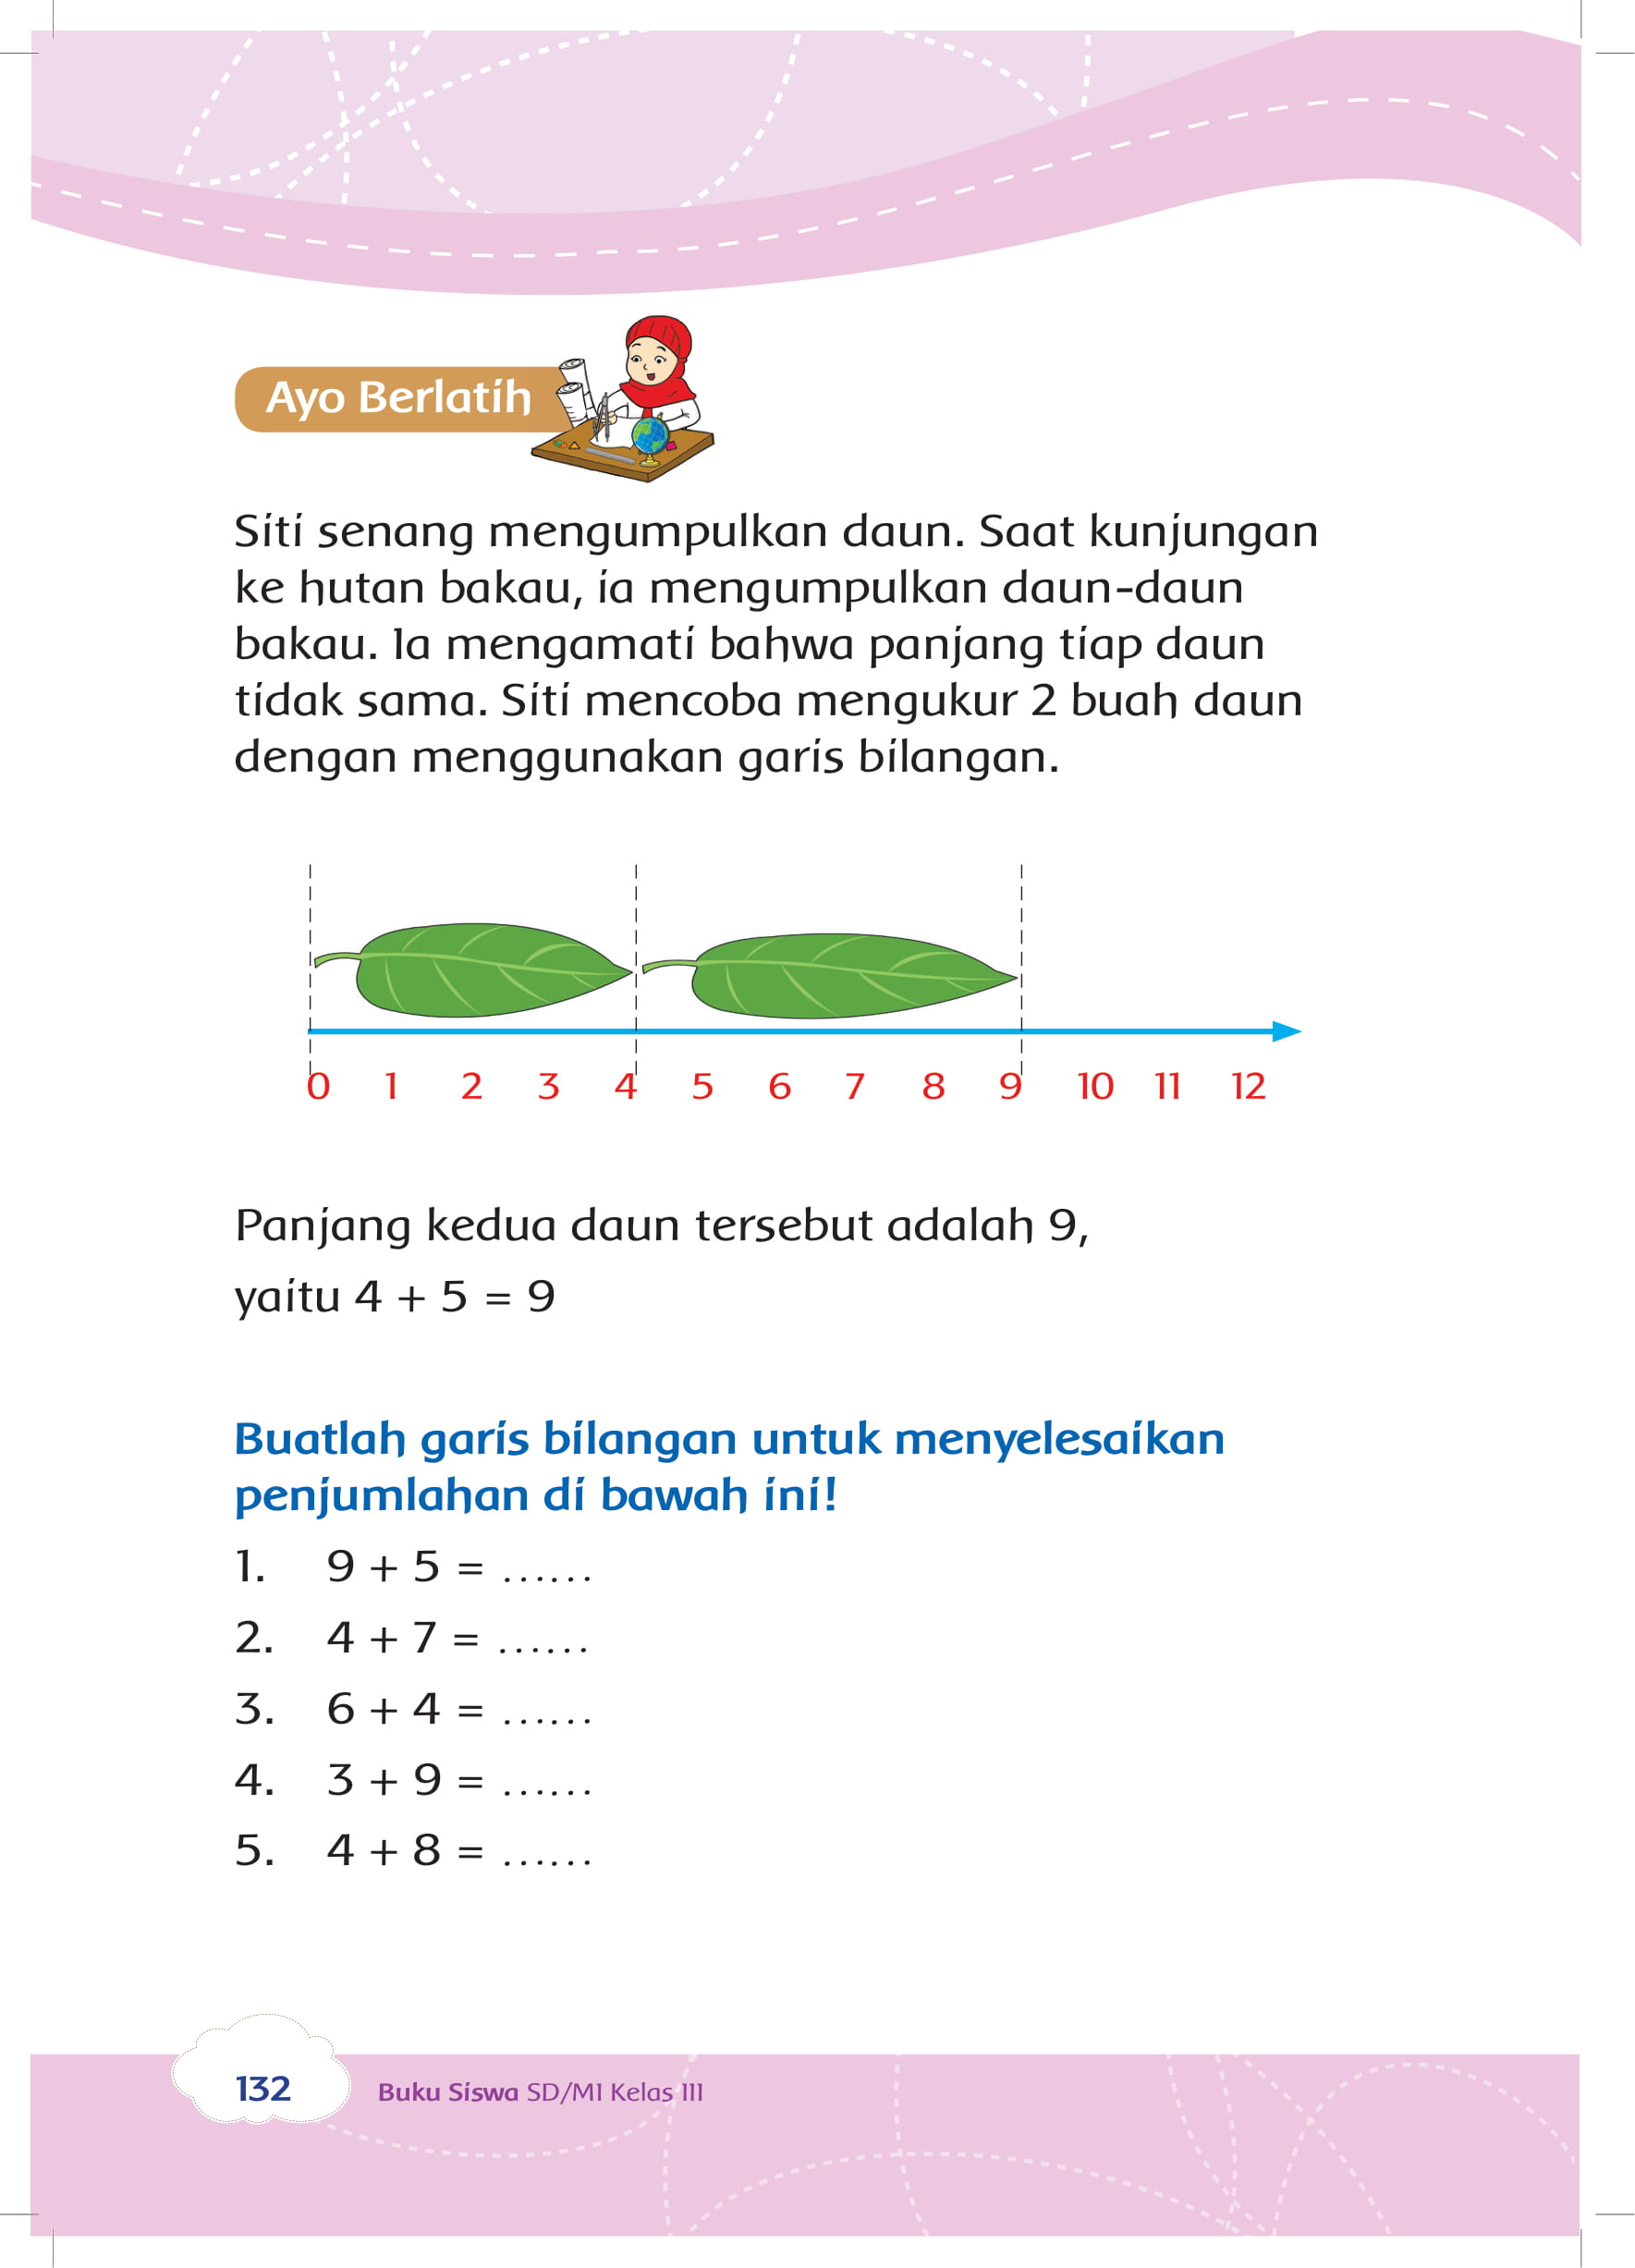 Ayo Berlatih
Siti senang mengumpulkan daun. Saat kunjungan
ke hutan bakau, ia mengumpulkan daun-daun
bakau. Ia mengamati bahwa panjang tiap daun
tidak sama. Siti mencoba mengukur 2 buah daun
dengan menggunakan garis bilangan.
0 1 2 3 4 5 6 7 8 9 10 11 12
Panjang kedua daun tersebut adalah 9,
yaitu 4 + 5 = 9
Buatlah garis bilangan untuk menyelesaikan
penjumlahan di bawah ini!
1. 9 + 5 = ......
2. 4 + 7 = ......
3. 6 + 4 = ......
4. 3 + 9 = ......
5. 4 + 8 = ......
132 Buku Siswa SD/MI Kelas III